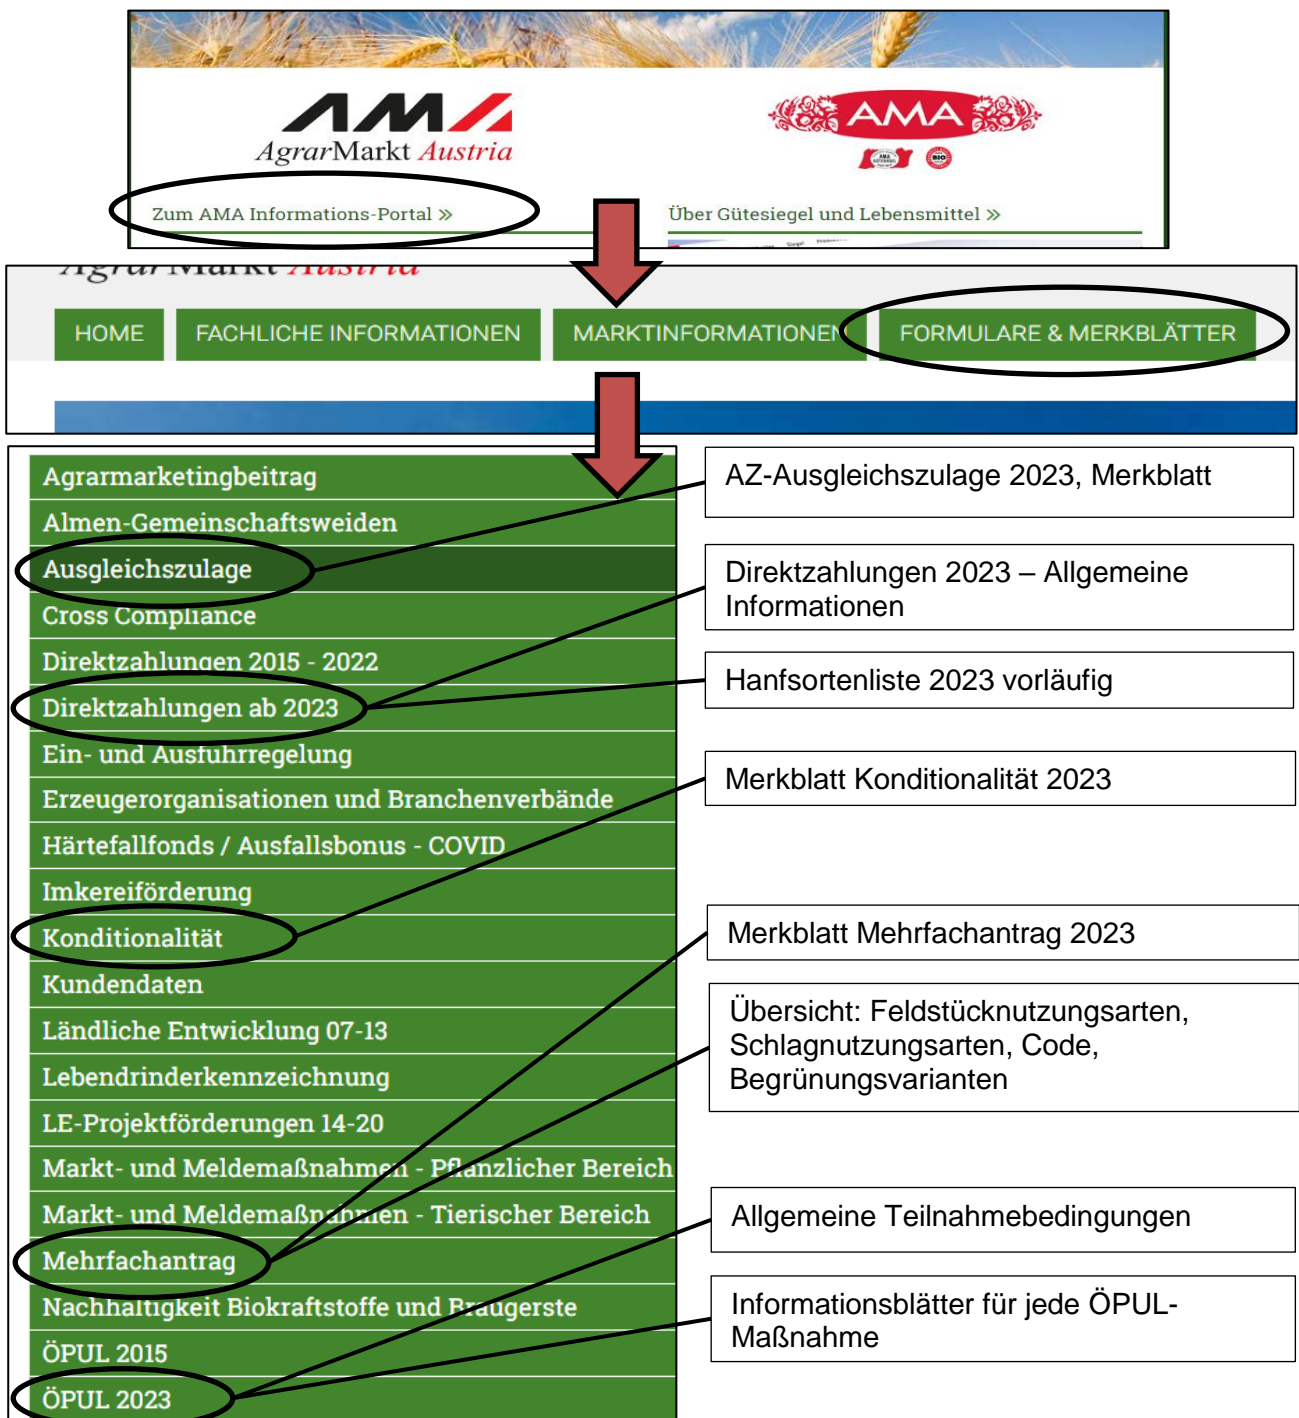 AMA
AgrarMarkt Austria
AMA
BIO
Zum AMA Informations-Portal »
Über Gütesiegel und Lebensmittel »
AgrarMarkt Austria
HOME
FACHLICHE INFORMATIONEN
MARKTINFORMATIONEN
FORMULARE & MERKBLÄTTER
Agrarmarketingbeitrag
Almen-Gemeinschaftsweiden
Ausgleichszulage
Cross Compliance
Direktzahlungen 2015 - 2022
Direktzahlungen ab 2023
Ein- und Ausfuhrregelung
Erzeugerorganisationen und Branchenverbände
Härtefallfonds / Ausfallsbonus - COVID
Imkereiförderung
Konditionalität
Kundendaten
Ländliche Entwicklung 07-13
Lebendrinderkennzeichnung
LE-Projektförderungen 14-20
Markt- und Meldemaßnahmen - Pflanzlicher Bereich
Markt- und Meldemaßnahmen - Tierischer Bereich
Mehrfachantrag
Nachhaltigkeit Biokraftstoffe und Braugerste
ÖPUL 2015
ÖPUL 2023
AZ-Ausgleichszulage 2023, Merkblatt
Direktzahlungen 2023 – Allgemeine
Informationen
Hanfsortenliste 2023 vorläufig
Merkblatt Konditionalität 2023
Merkblatt Mehrfachantrag 2023
Übersicht: Feldstücknutzungsarten,
Schlagnutzungsarten, Code,
Begrünungsvarianten
Allgemeine Teilnahmebedingungen
Informationsblätter für jede ÖPUL-
Maßnahme